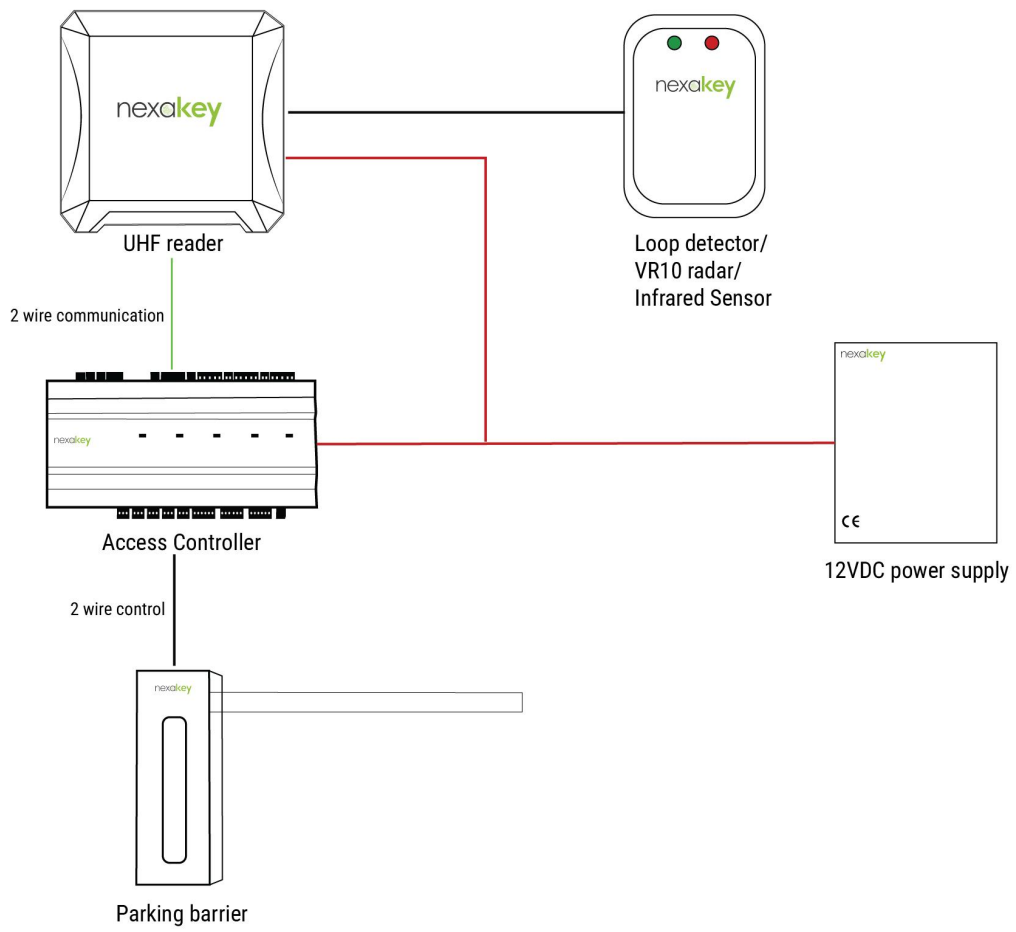 nexakey
nexakey
UHF reader
Loop detector/
VR10 radar/
Infrared Sensor
2 wire communication
nexakey
nexakey
CE
Access Controller
12VDC power supply
2 wire control
nexakey
Parking barrier